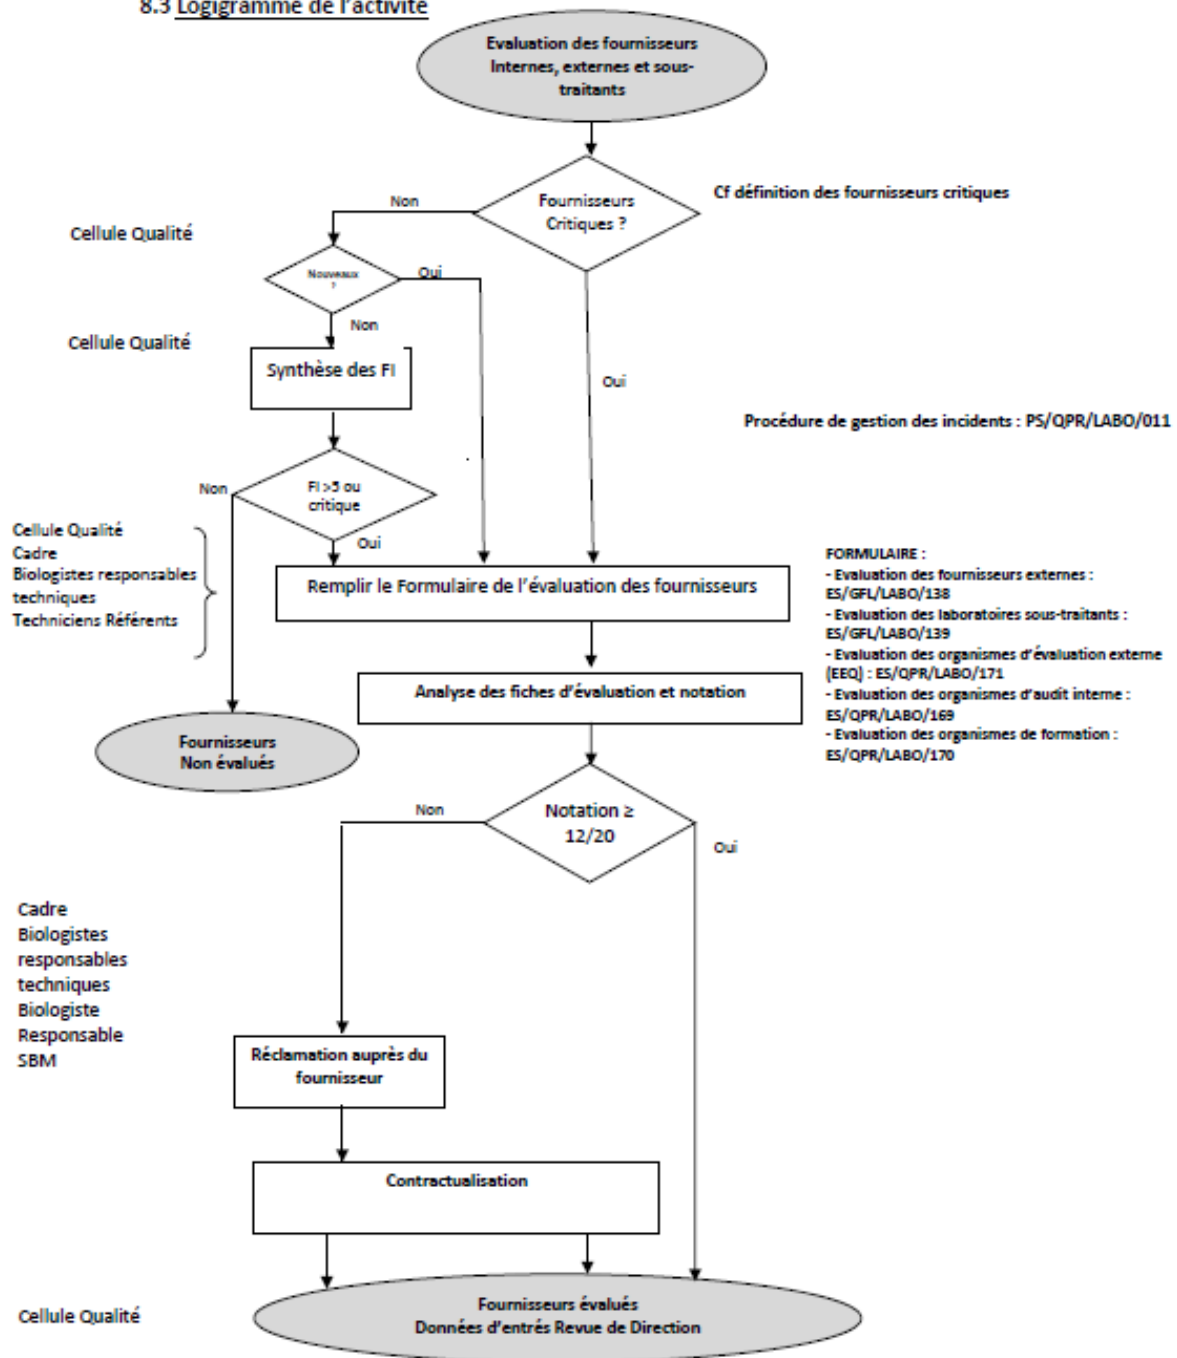 8.3 Logigramme de l'activité
Evaluation des fournisseurs
Internes, externes et sous-
traitants
Fournisseurs
Critiques ?
Cf définition des fournisseurs critiques
Non
Cellule Qualité
Nouveaux
?
Oui
Non
Cellule Qualité
Synthèse des FI
Oui
Procédure de gestion des incidents : PS/QPR/LABO/011
FI >5 ou
critique
Non
Oui
Cellule Qualité
Cadre
Biologistes responsables
techniques
Techniciens Référents
Remplir le Formulaire de l'évaluation des fournisseurs
FORMULAIRE :
- Evaluation des fournisseurs externes :
ES/GFL/LABO/138
- Evaluation des laboratoires sous-traitants :
ES/GFL/LABO/139
- Evaluation des organismes d'évaluation externe
(EEQ) : ES/QPR/LABO/171
- Evaluation des organismes d'audit interne :
ES/QPR/LABO/169
- Evaluation des organismes de formation :
ES/QPR/LABO/170
Analyse des fiches d'évaluation et notation
Fournisseurs
Non évalués
Notation ≥
12/20
Non
Oui
Cadre
Biologistes
responsables
techniques
Biologiste
Responsable
SBM
Réclamation auprès du
fournisseur
Contractualisation
Cellule Qualité
Fournisseurs évalués
Données d'entrés Revue de Direction